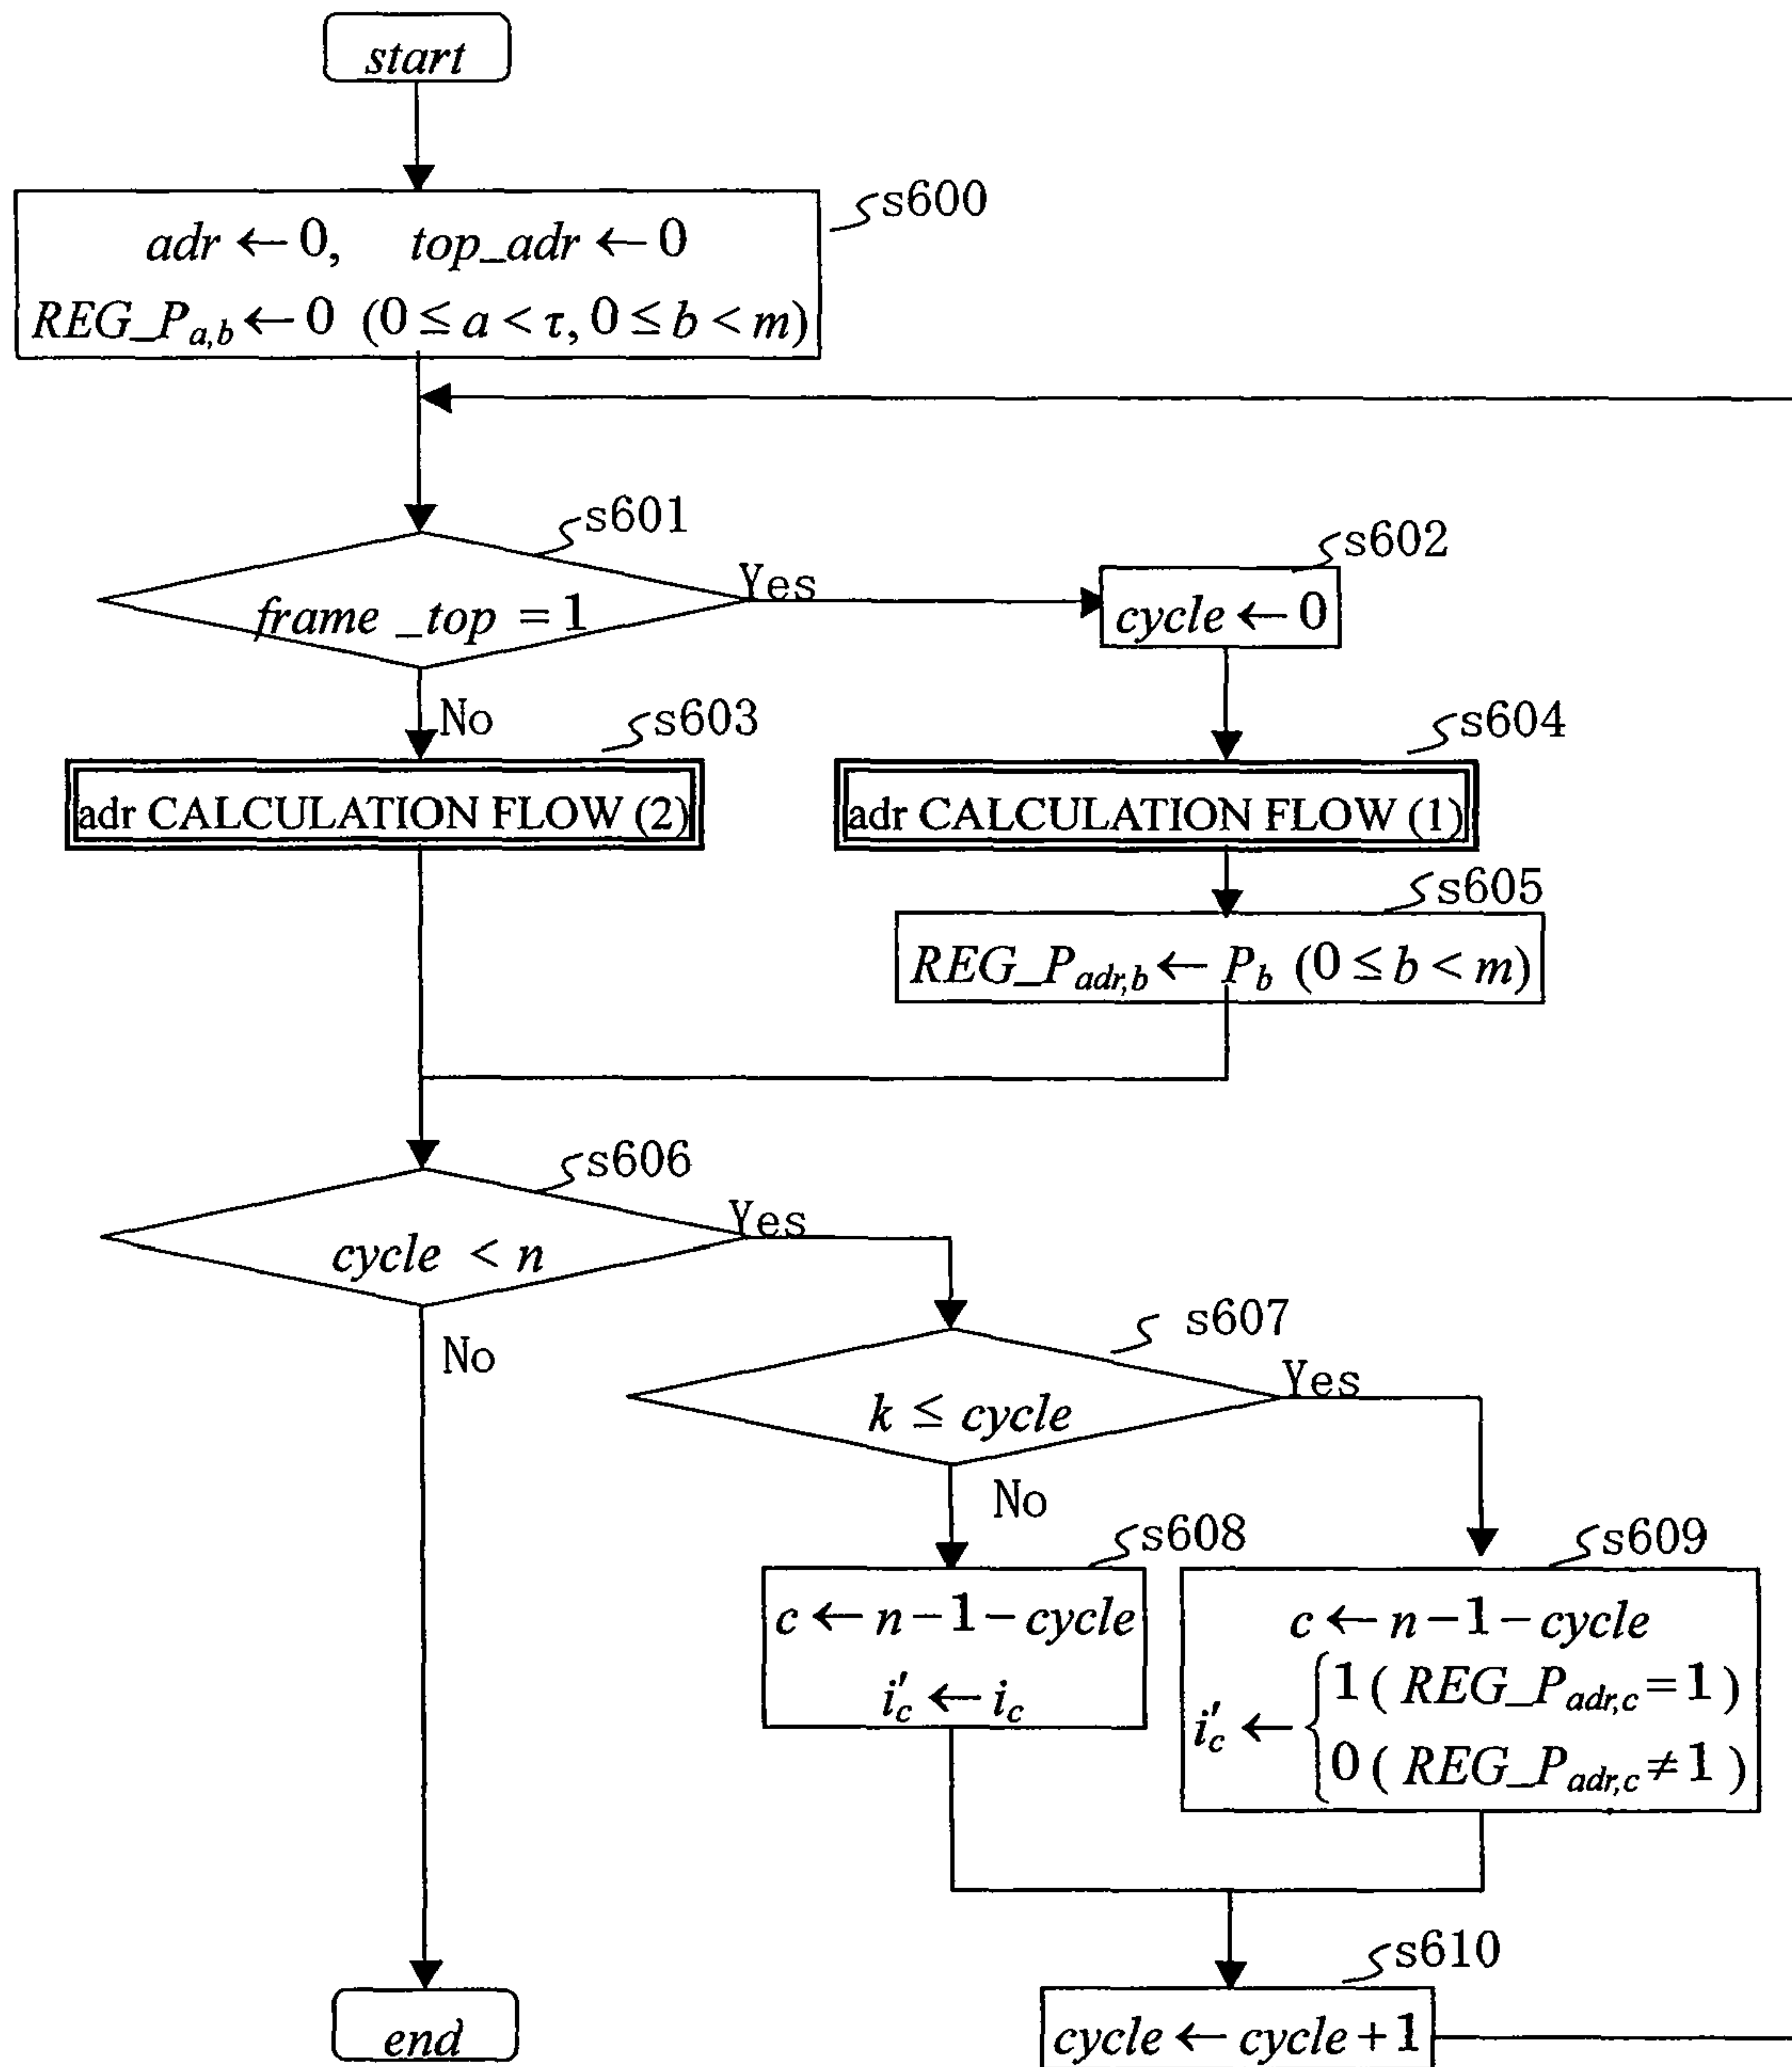 start
s600
adr ← 0, top_adr ← 0
REG_P_{a,b} ← 0 (0 ≤ a < τ, 0 ≤ b < m)
s601
frame _top = 1
Yes
No
s602
cycle ← 0
s603
adr CALCULATION FLOW (2)
s604
adr CALCULATION FLOW (1)
s605
REG_P_{adr,b} ← P_b (0 ≤ b < m)
s606
cycle < n
Yes
No
s607
k ≤ cycle
Yes
No
s608
c ← n − 1 − cycle
i'_c ← i_c
s609
c ← n − 1 − cycle
i'_c ← { 1 ( REG_P_{adr,c} = 1 )
0 ( REG_P_{adr,c} ≠ 1 )
s610
cycle ← cycle + 1
end